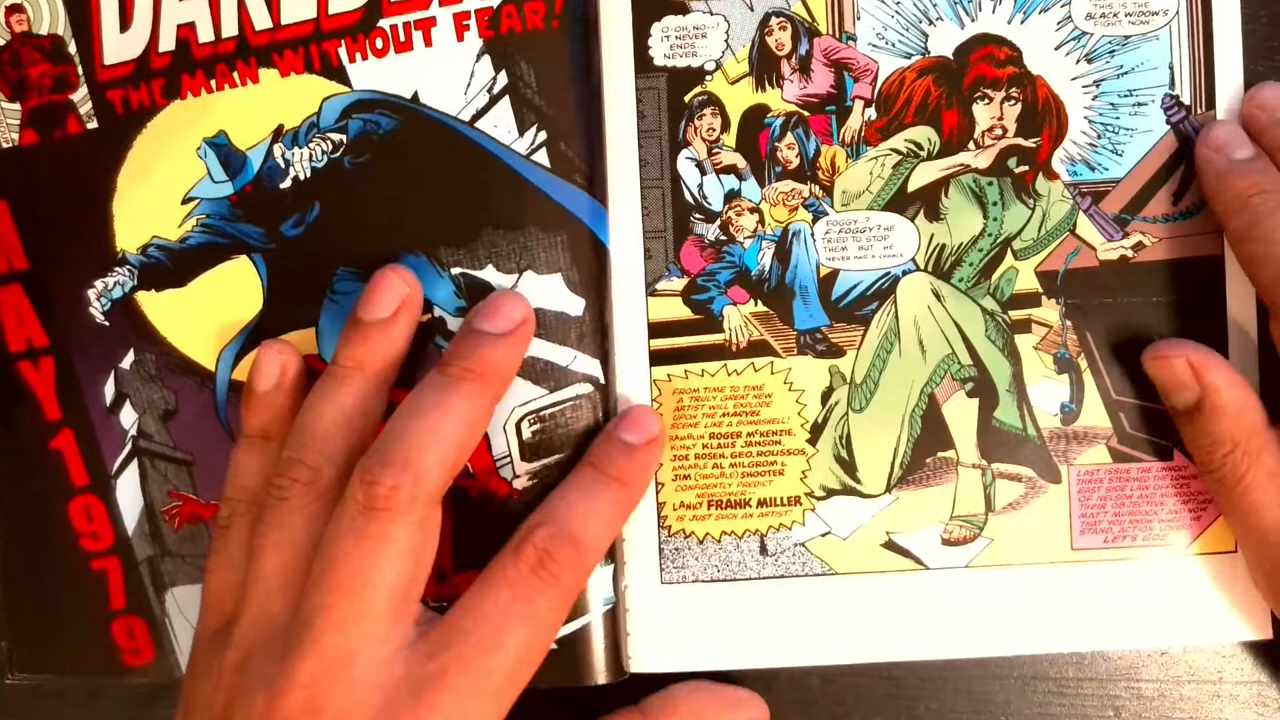 DAREDE
THE MAN WITHOUT FEAR!
MAY 1979
O-OH, NO--!
IT NEVER
ENDS...
NEVER...
THIS IS THE
BLACK WIDOW'S
FIGHT, NOW!
FOGGY--?
F-FOGGY? HE
TRIED TO STOP
THEM BUT HE
NEVER HAD A CHANCE
FROM TIME TO TIME
A TRULY GREAT NEW
ARTIST WILL EXPLODE
UPON THE MARVEL
SCENE LIKE A BOMBSHELL!
RAMBLIN' ROGER McKENZIE,
KINKY KLAUS JANSON,
JOE ROSEN, GEO. ROUSSOS,
AMIABLE AL MILGROM &
JIM (TROUBLE) SHOOTER
CONFIDENTLY PREDICT
NEWCOMER--
LANKY FRANK MILLER
IS JUST SUCH AN ARTIST!
LAST ISSUE THE UNHOLY
THREE STORMED THE LOWER
EAST SIDE LAW OFFICES
OF NELSON AND MURDOCK
THEIR OBJECTIVE: CAPTURE
MATT MURDOCK! AND NOW
THAT YOU KNOW WHERE WE
STAND, ACTION-LOVERS
LET'S GO!!